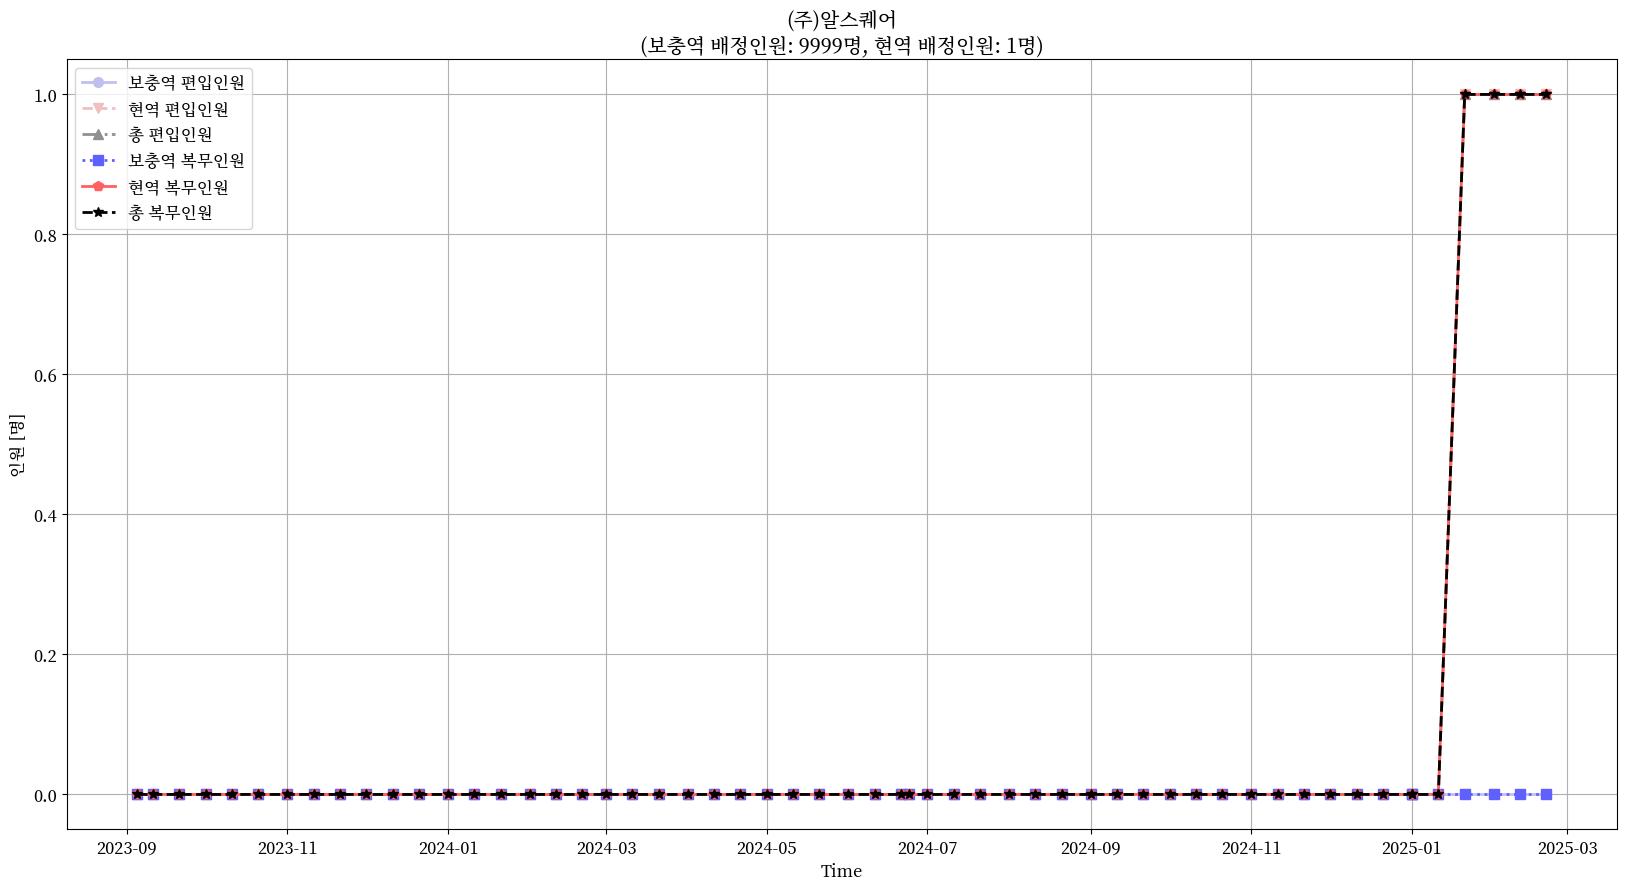 (주)알스퀘어
(보충역 배정인원: 9999명, 현역 배정인원: 1명)
보충역 편입인원
현역 편입인원
총 편입인원
보충역 복무인원
현역 복무인원
총 복무인원
1.0
0.8
0.6
0.4
0.2
0.0
인원 [명]
2023-09 2023-11 2024-01 2024-03 2024-05 2024-07 2024-09 2024-11 2025-01 2025-03
Time